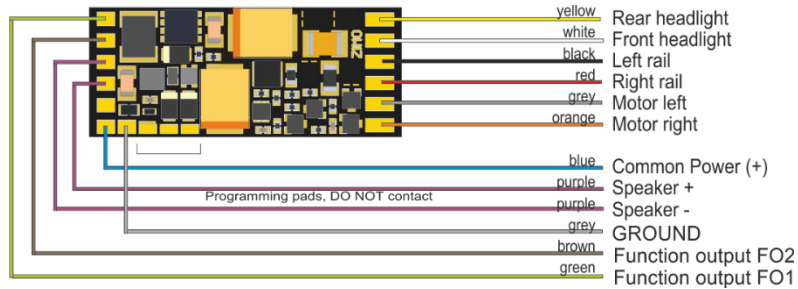 yellow Rear headlight
white Front headlight
black Left rail
red Right rail
grey Motor left
orange Motor right
blue Common Power (+)
purple Speaker +
Programming pads, DO NOT contact
purple Speaker -
grey GROUND
brown Function output FO2
green Function output FO1